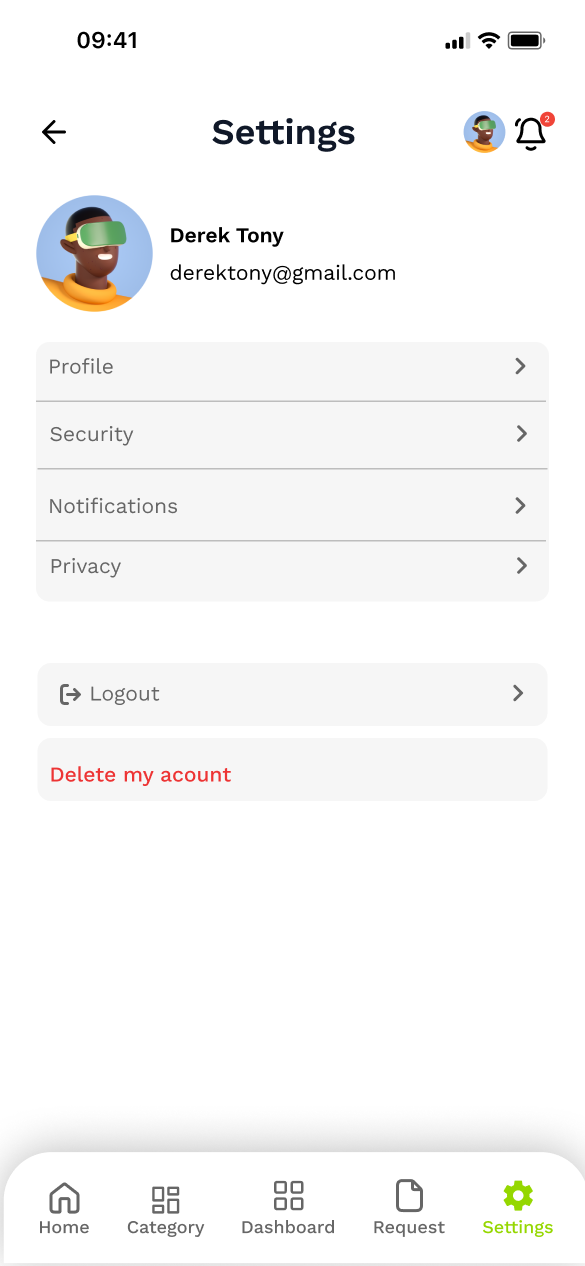 09:41
Settings
2
Derek Tony
derektony@gmail.com
Profile
Security
Notifications
Privacy
Logout
Delete my acount
Home Category Dashboard Request Settings